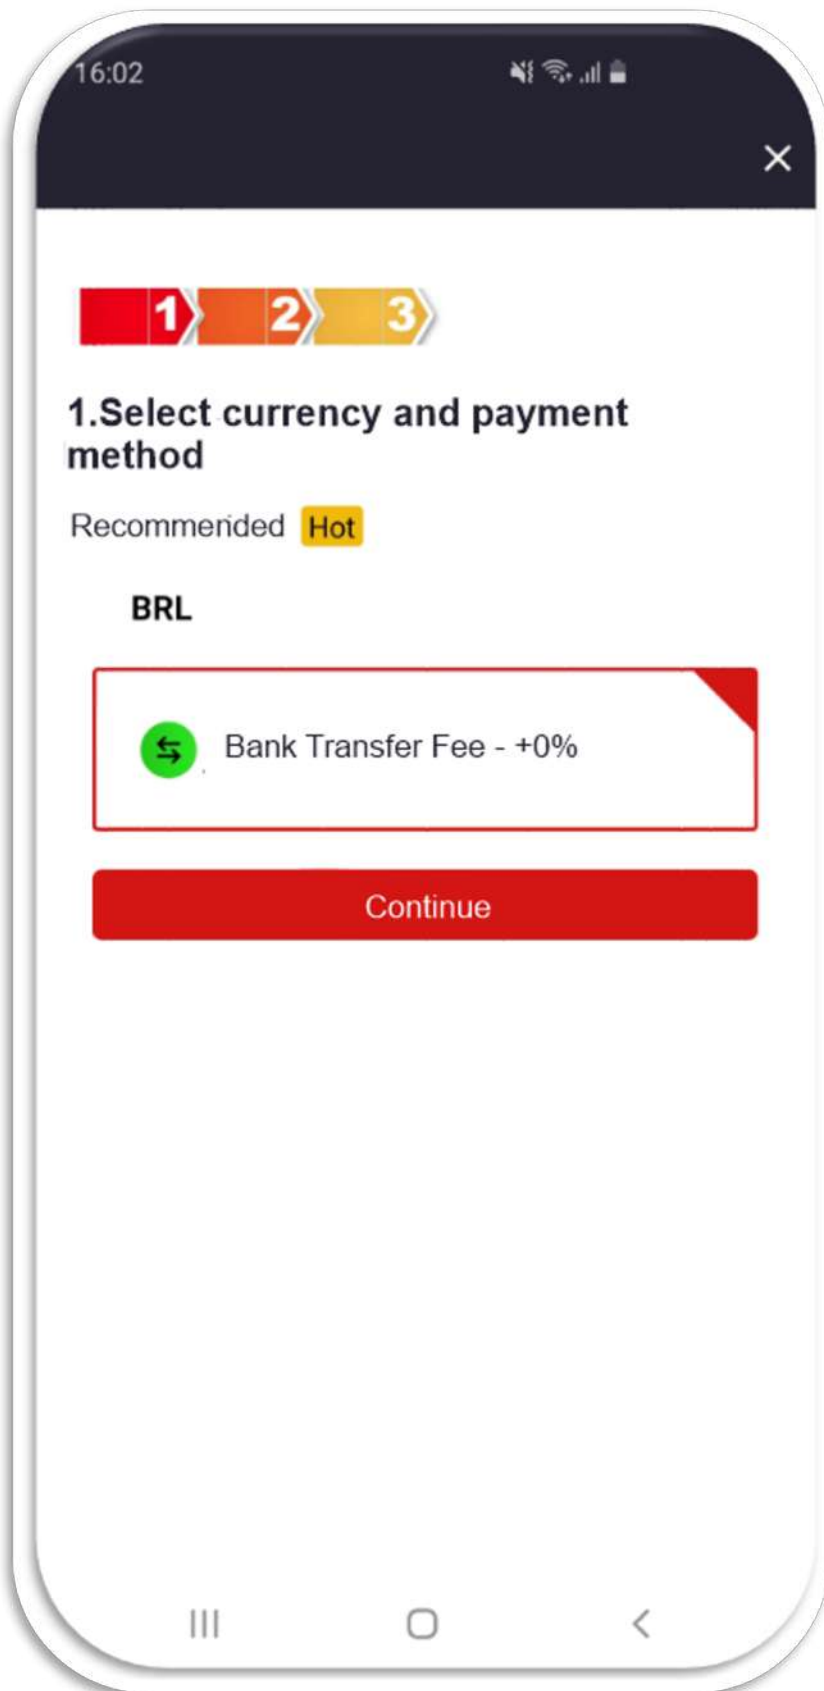 16:02
1
2
3
1.Select currency and payment
method
Recommended Hot
BRL
Bank Transfer Fee - +0%
Continue